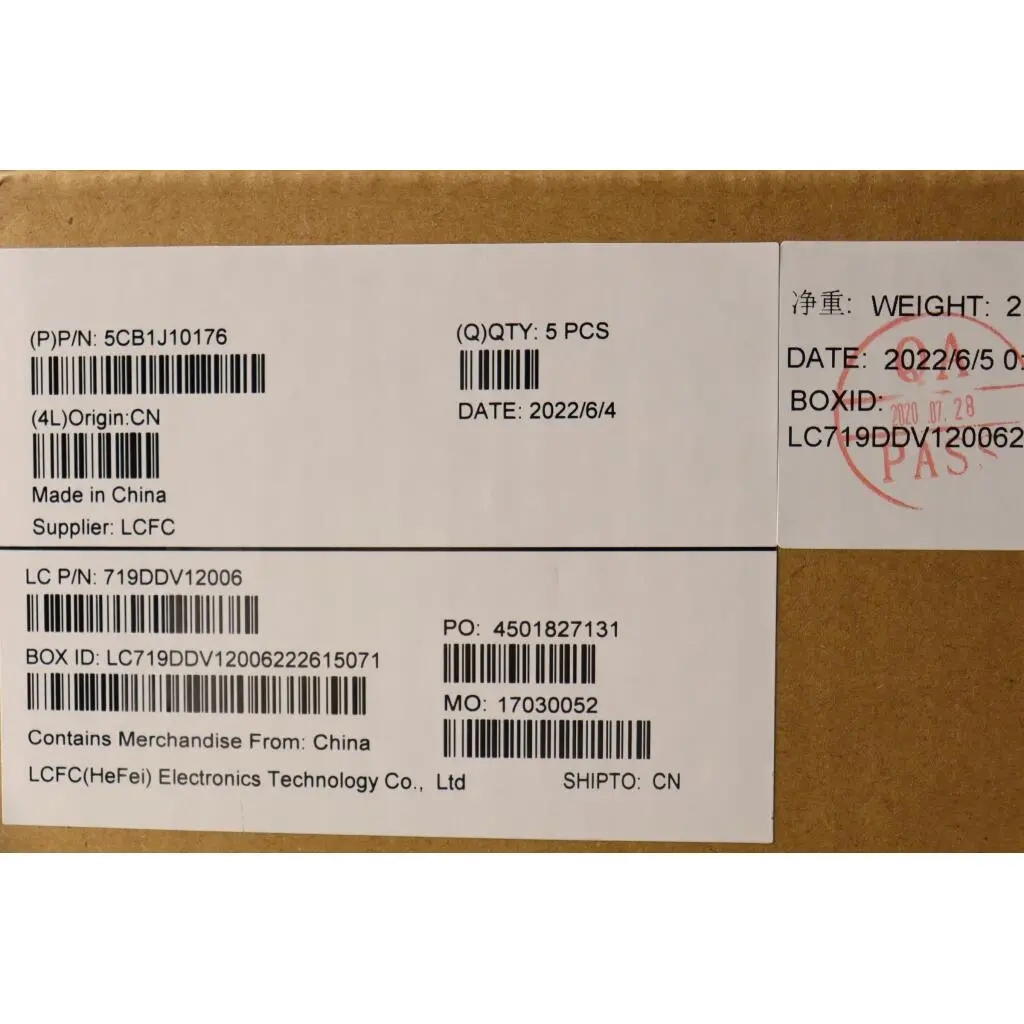 (P)P/N: 5CB1J10176
(Q)QTY: 5 PCS
(4L)Origin:CN
DATE: 2022/6/4
Made in China
Supplier: LCFC
LC P/N: 719DDV12006
PO: 4501827131
BOX ID: LC719DDV12006222615071
MO: 17030052
Contains Merchandise From: China
LCFC(HeFei) Electronics Technology Co., Ltd
SHIPTO: CN
净重: WEIGHT: 2
DATE: 2022/6/5 0:
BOXID:
LC719DDV120062
QA
2020.07.28
PASS